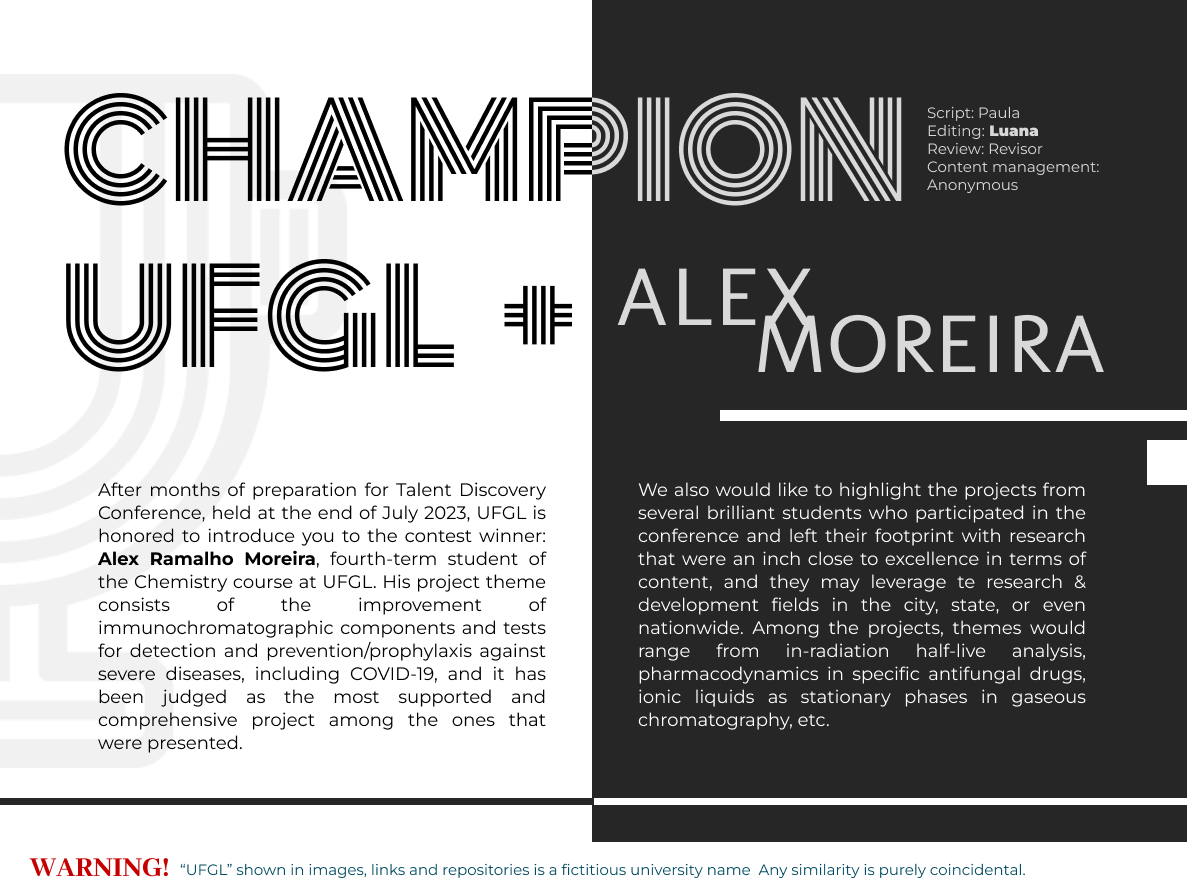 CHAMPION
Script: Paula
Editing: Luana
Review: Revisor
Content management:
Anonymous
UFGL +
ALEX
MOREIRA
After months of preparation for Talent Discovery
Conference, held at the end of July 2023, UFGL is
honored to introduce you to the contest winner:
Alex Ramalho Moreira, fourth-term student of
the Chemistry course at UFGL. His project theme
consists of the improvement of
immunochromatographic components and tests
for detection and prevention/prophylaxis against
severe diseases, including COVID-19, and it has
been judged as the most supported and
comprehensive project among the ones that
were presented.
We also would like to highlight the projects from
several brilliant students who participated in the
conference and left their footprint with research
that were an inch close to excellence in terms of
content, and they may leverage te research &
development fields in the city, state, or even
nationwide. Among the projects, themes would
range from in-radiation half-live analysis,
pharmacodynamics in specific antifungal drugs,
ionic liquids as stationary phases in gaseous
chromatography, etc.
WARNING! “UFGL” shown in images, links and repositories is a fictitious university name Any similarity is purely coincidental.